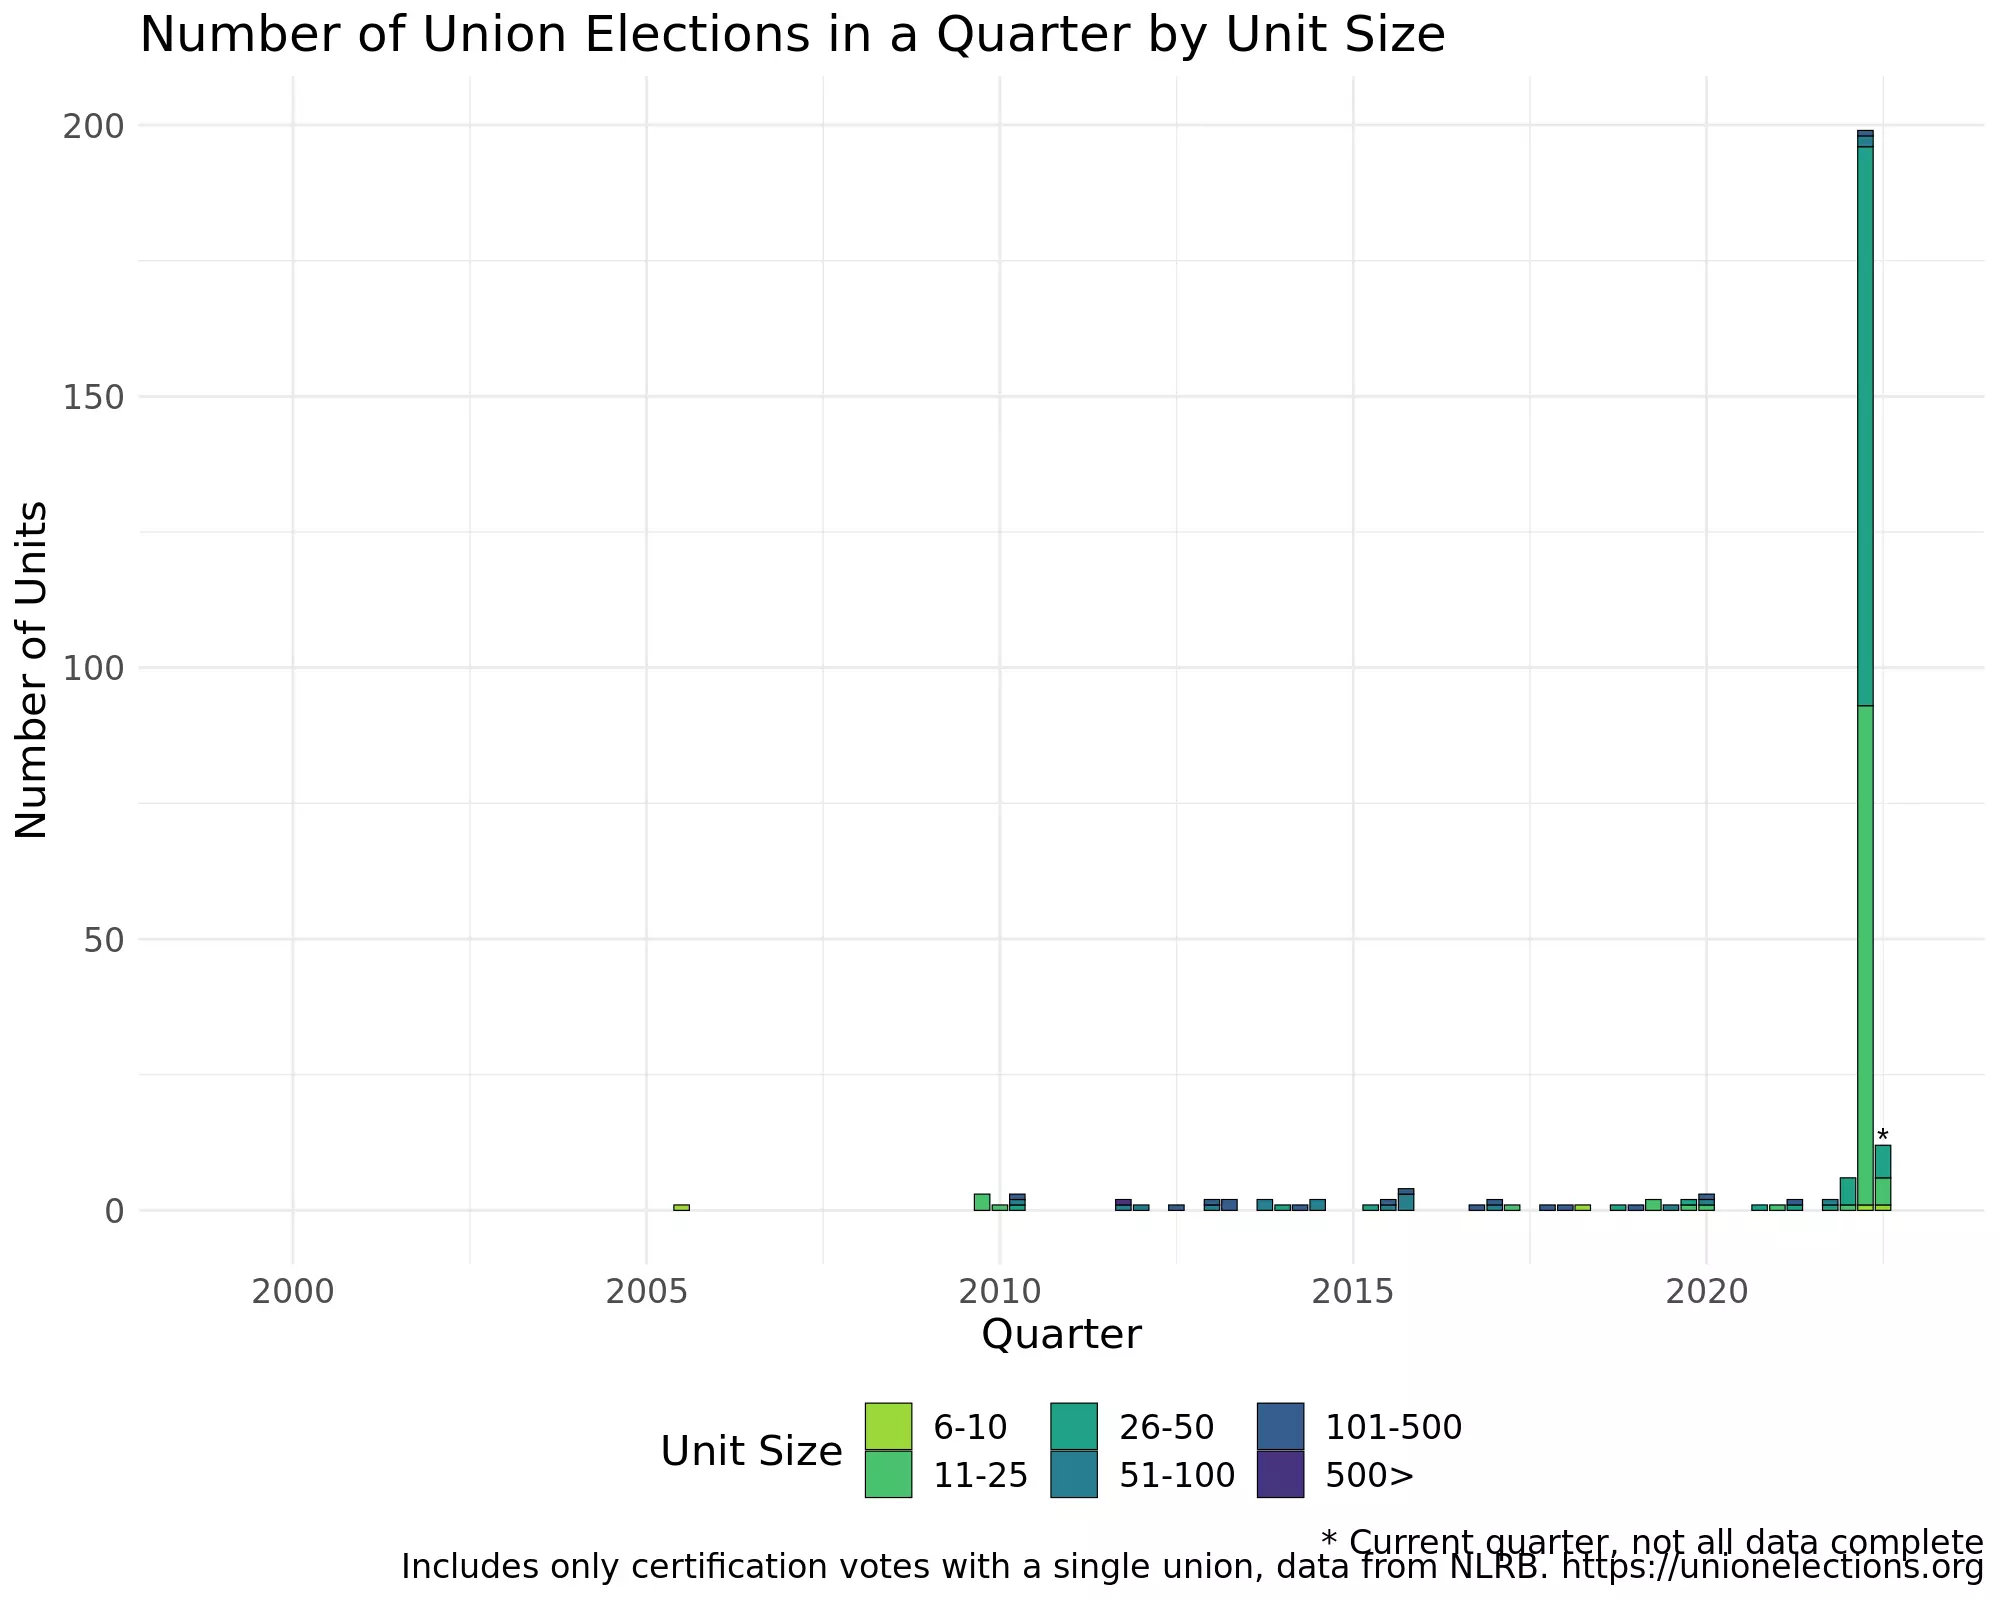 Number of Union Elections in a Quarter by Unit Size
Number of Units
200
150
100
50
0
*
2000 2005 2010 2015 2020
Quarter
Unit Size
6-10 26-50 101-500
11-25 51-100 500>
* Current quarter, not all data complete
Includes only certification votes with a single union, data from NLRB. https://unionelections.org